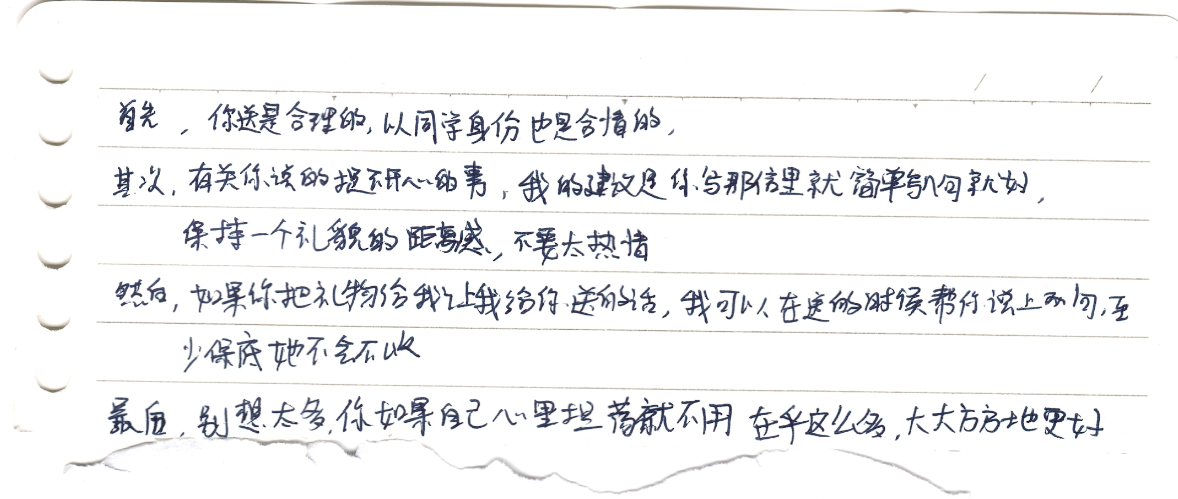 首先，你送是合理的，以同学身份也是合情的，
其次，有关你说的挺不开心的事，我的建议是你写那信里就简单写几句就好，
保持一个礼貌的距离感，不要太热情
然后，如果你把礼物给我让我给你送的话，我可以在送的时候帮你说上两句，至
少保底她不会不收
最后，别想太多，你如果自己心里坦荡就不用在乎这么多，大大方方地更好